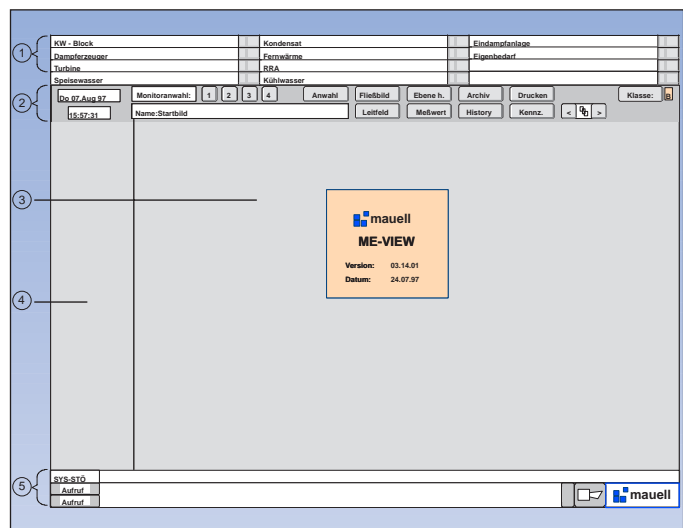 KW - Block Kondensat Eindampfanlage
1
Dampferzeuger Fernwärme Eigenbedarf
Turbine RRA
Speisewasser Kühlwasser
2
Do 07.Aug 97 Monitoranwahl: 1 2 3 4 Anwahl Fließbild Ebene h. Archiv Drucken Klasse: B
15:57:31 Name:Startbild Leitfeld Meßwert History Kennz. < >
3
mauell
ME-VIEW
Version: 03.14.01
Datum: 24.07.97
4
SYS-STÖ
5
Aufruf
Aufruf
mauell